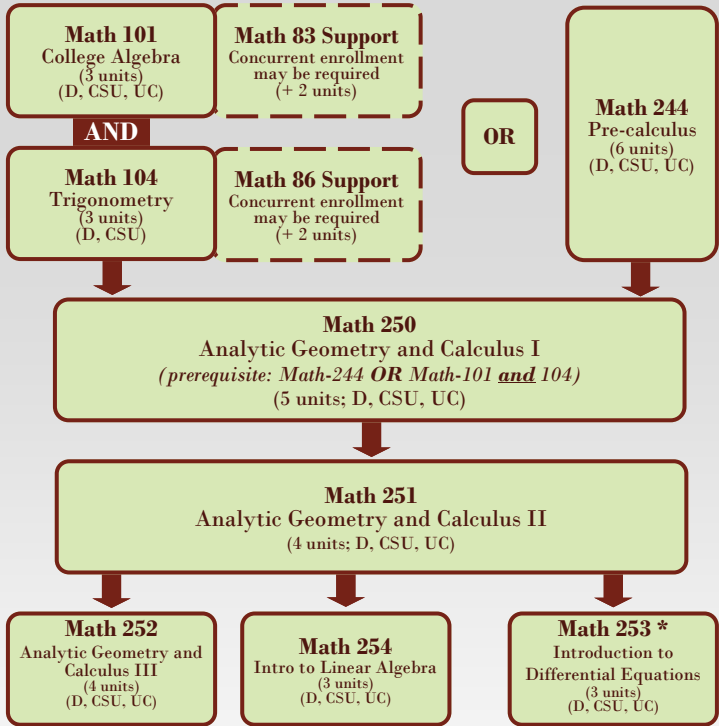 Math 101
College Algebra
(3 units)
(D, CSU, UC)
Math 83 Support
Concurrent enrollment
may be required
(+ 2 units)
AND
Math 104
Trigonometry
(3 units)
(D, CSU)
Math 86 Support
Concurrent enrollment
may be required
(+ 2 units)
OR
Math 244
Pre-calculus
(6 units)
(D, CSU, UC)
Math 250
Analytic Geometry and Calculus I
(prerequisite: Math-244 OR Math-101 and 104)
(5 units; D, CSU, UC)
Math 251
Analytic Geometry and Calculus II
(4 units; D, CSU, UC)
Math 252
Analytic Geometry and
Calculus III
(4 units)
(D, CSU, UC)
Math 254
Intro to Linear Algebra
(3 units)
(D, CSU, UC)
Math 253 *
Introduction to
Differential Equations
(3 units)
(D, CSU, UC)